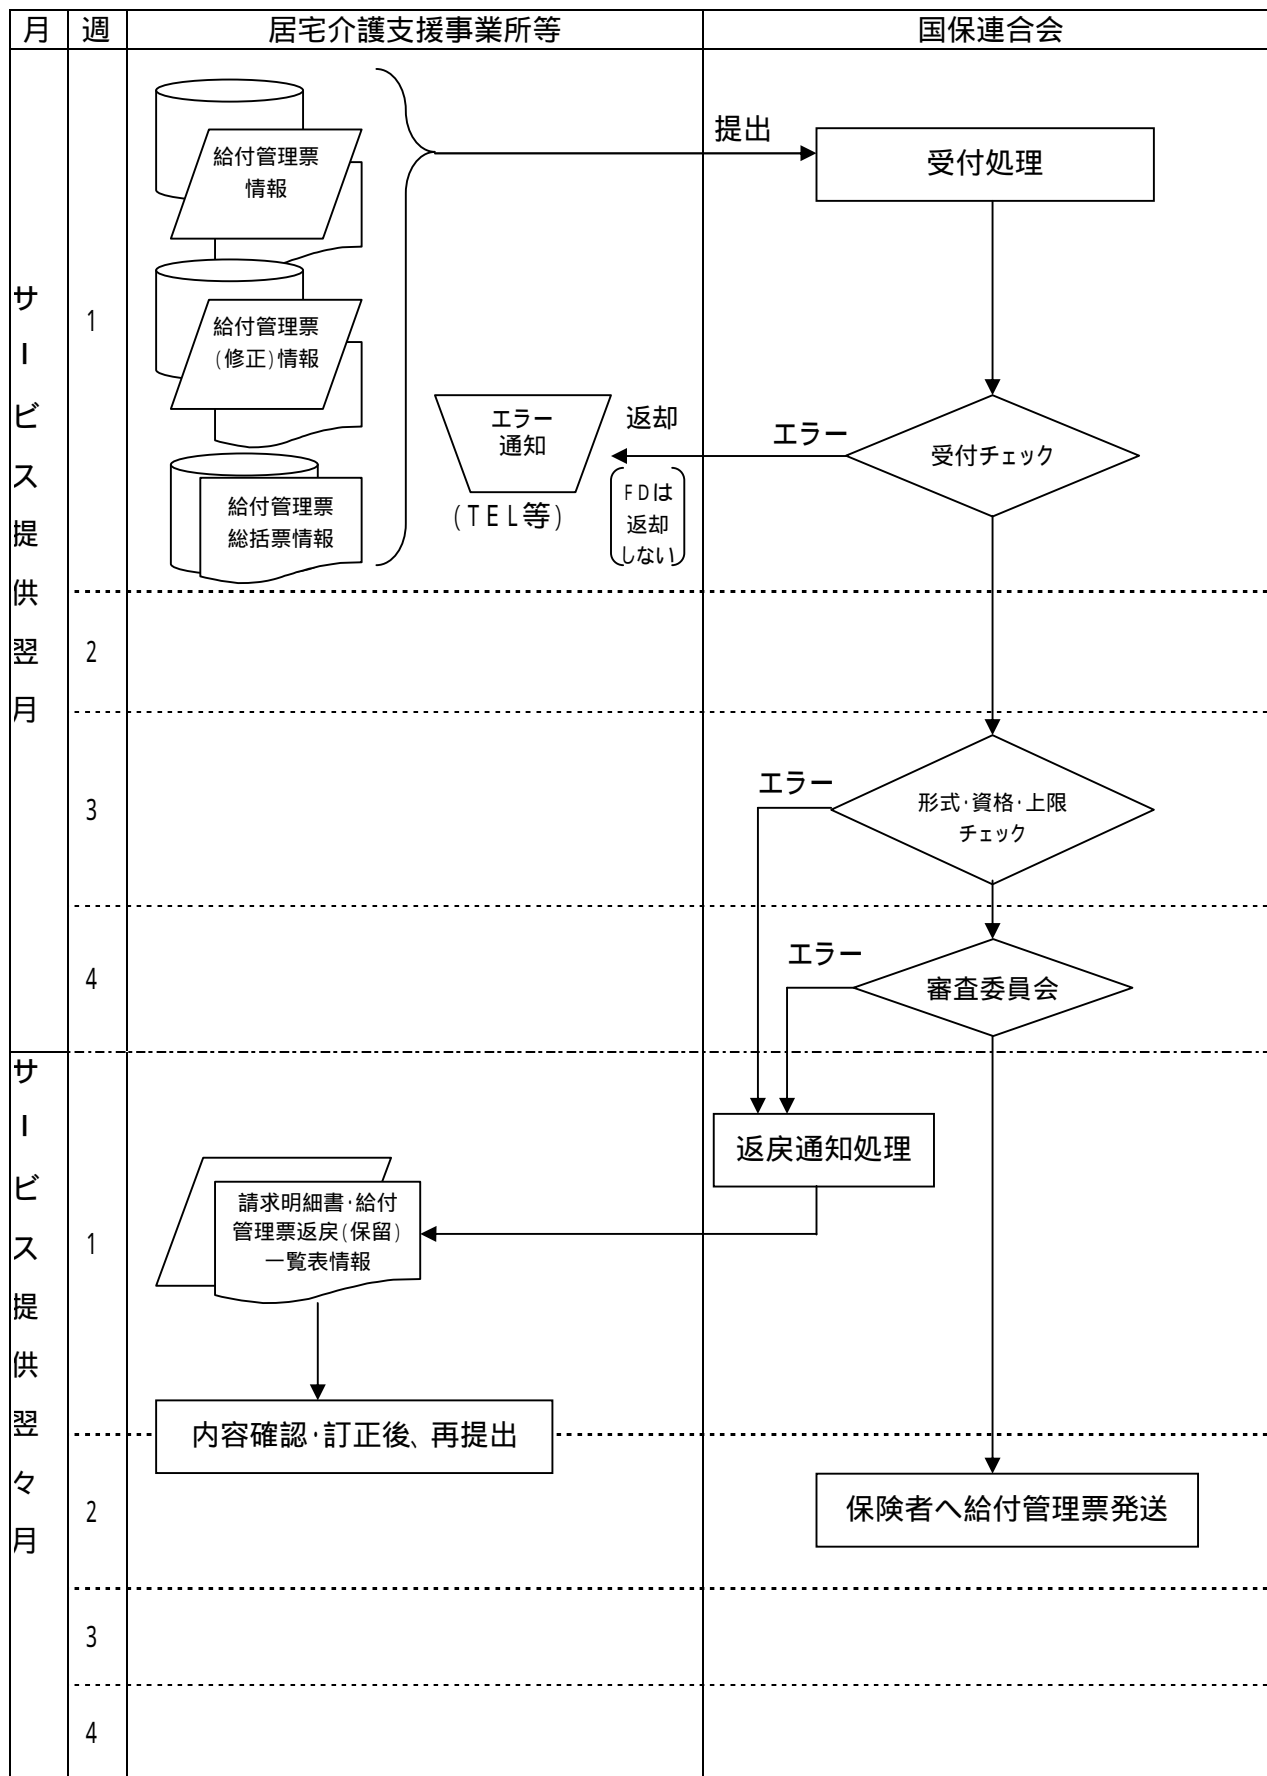 月 週 居宅介護支援事業所等 国保連合会
サービス提供翌月
1
給付管理票
情報
給付管理票
(修正)情報
給付管理票
総括票情報
提出
受付処理
エラー
通知
(TEL等)
返却
FDは
返却
しない
エラー
受付チェック
2
3
エラー
形式・資格・上限
チェック
4
エラー
審査委員会
サービス提供翌々月
1
返戻通知処理
請求明細書・給付
管理票返戻(保留)
一覧表情報
内容確認・訂正後、再提出
2
保険者へ給付管理票発送
3
4